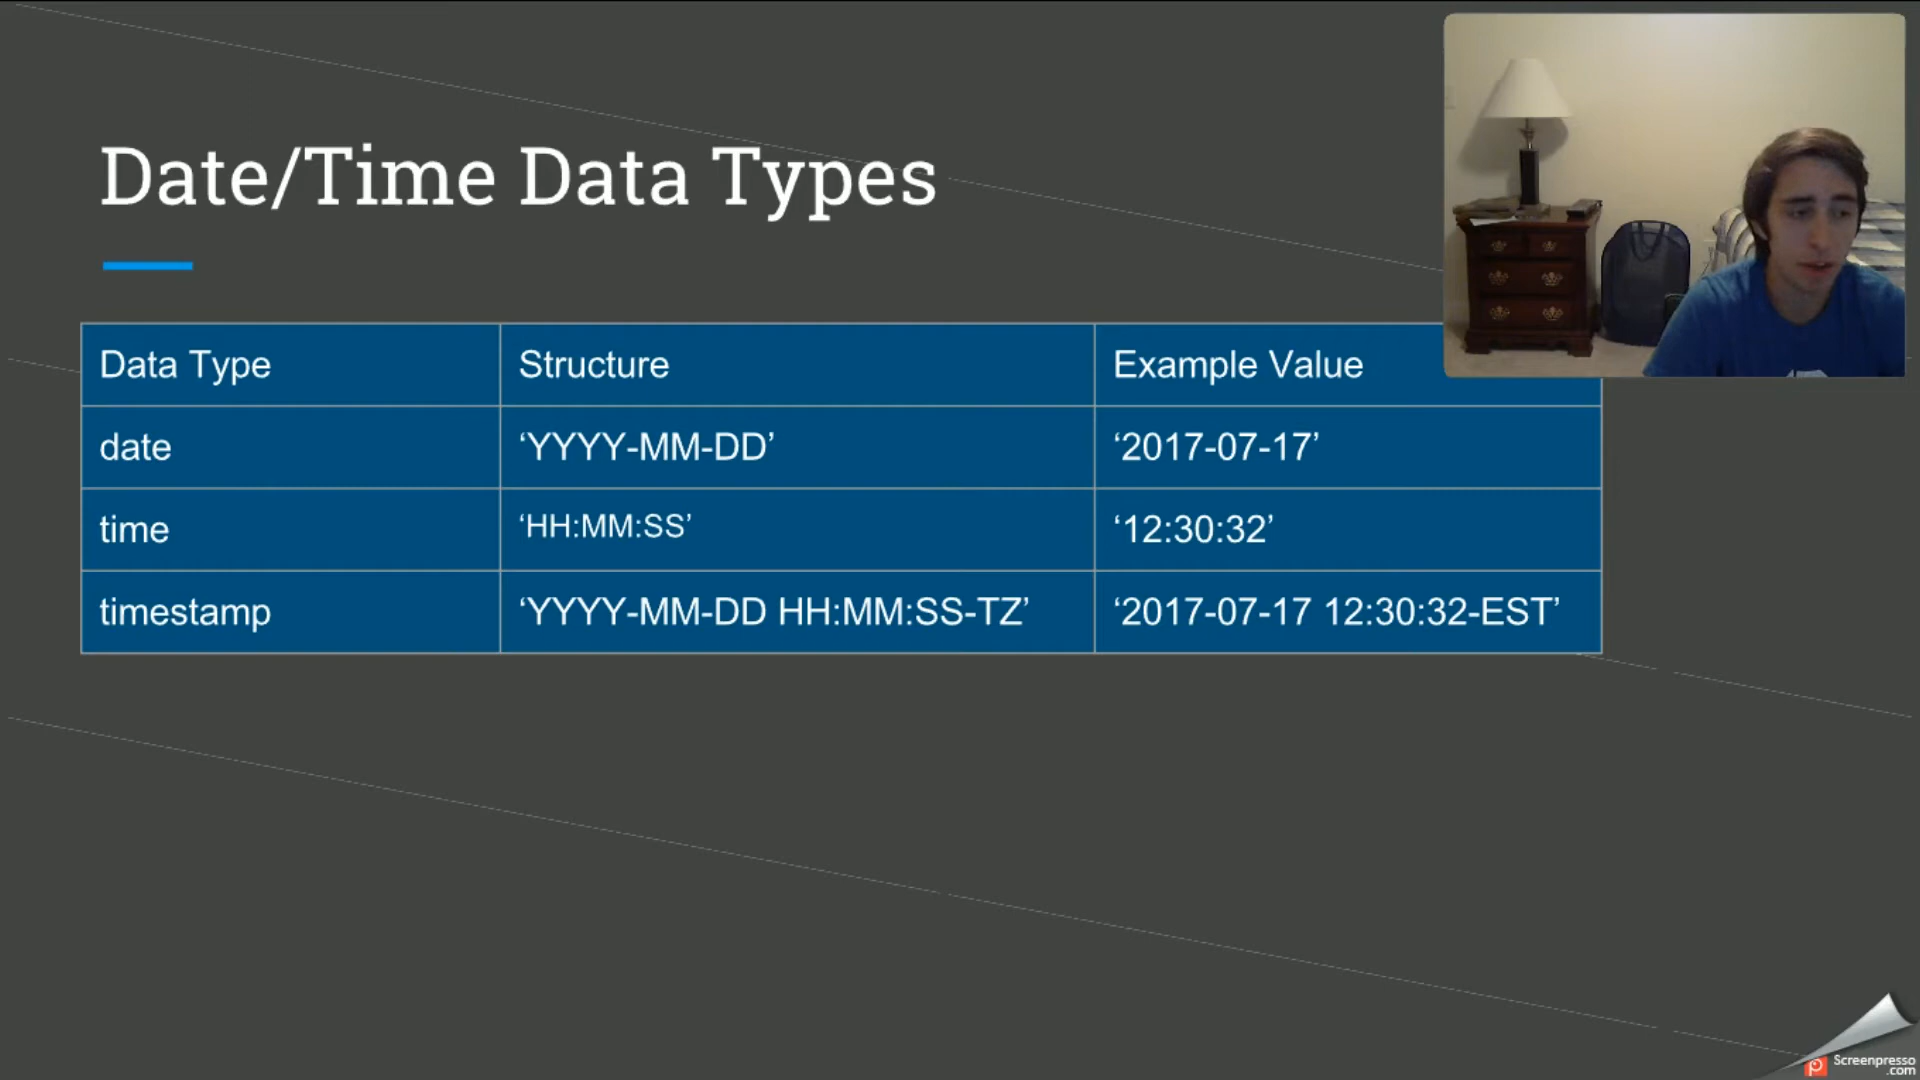 Date/Time Data Types
Data Type Structure Example Value
date ‘YYYY-MM-DD’ ‘2017-07-17’
time ‘HH:MM:SS’ ‘12:30:32’
timestamp ‘YYYY-MM-DD HH:MM:SS-TZ’ ‘2017-07-17 12:30:32-EST’
Screenpresso
.com